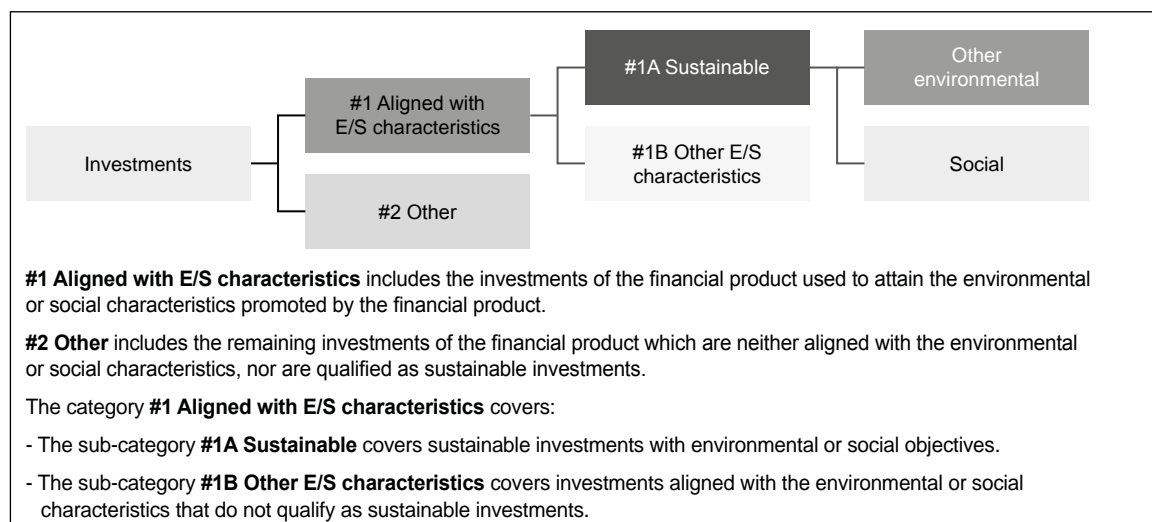 Investments
#1 Aligned with
E/S characteristics
#2 Other
#1A Sustainable
#1B Other E/S
characteristics
Other
environmental
Social
#1 Aligned with E/S characteristics includes the investments of the financial product used to attain the environmental
or social characteristics promoted by the financial product.
#2 Other includes the remaining investments of the financial product which are neither aligned with the environmental
or social characteristics, nor are qualified as sustainable investments.
The category #1 Aligned with E/S characteristics covers:
- The sub-category #1A Sustainable covers sustainable investments with environmental or social objectives.
- The sub-category #1B Other E/S characteristics covers investments aligned with the environmental or social
characteristics that do not qualify as sustainable investments.